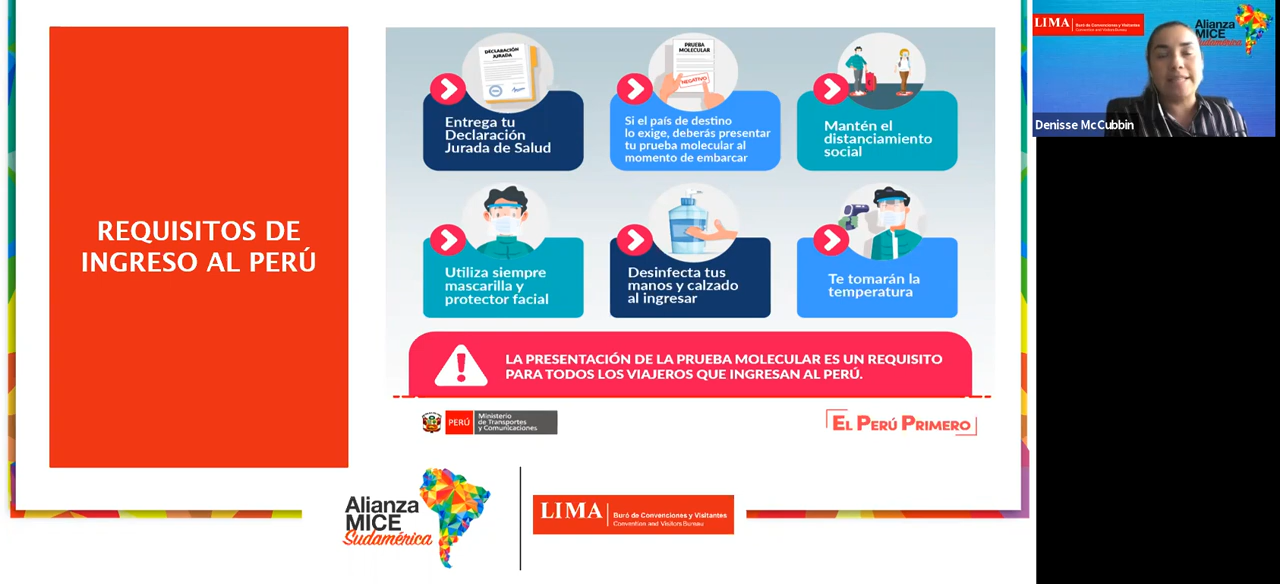 REQUISITOS DE
INGRESO AL PERÚ
DECLARACIÓN
JURADA
Entrega tu
Declaración
Jurada de Salud
PRUEBA
MOLECULAR
NEGATIVO
Si el país de destino
lo exige, deberás presentar
tu prueba molecular al
momento de embarcar
Mantén el
distanciamiento
social
Utiliza siempre
mascarilla y
protector facial
Desinfecta tus
manos y calzado
al ingresar
Te tomarán la
temperatura
LA PRESENTACIÓN DE LA PRUEBA MOLECULAR ES UN REQUISITO
PARA TODOS LOS VIAJEROS QUE INGRESAN AL PERÚ.
PERÚ
Ministerio
de Transportes
y Comunicaciones
EL PERÚ PRIMERO
Alianza
MICE
Sudamérica
LIMA
Buró de Convenciones y Visitantes
Convention and Visitors Bureau
LIMA
Buró de Convenciones y Visitantes
Convention and Visitors Bureau
Alianza
MICE
Sudamérica
Denisse McCubbin